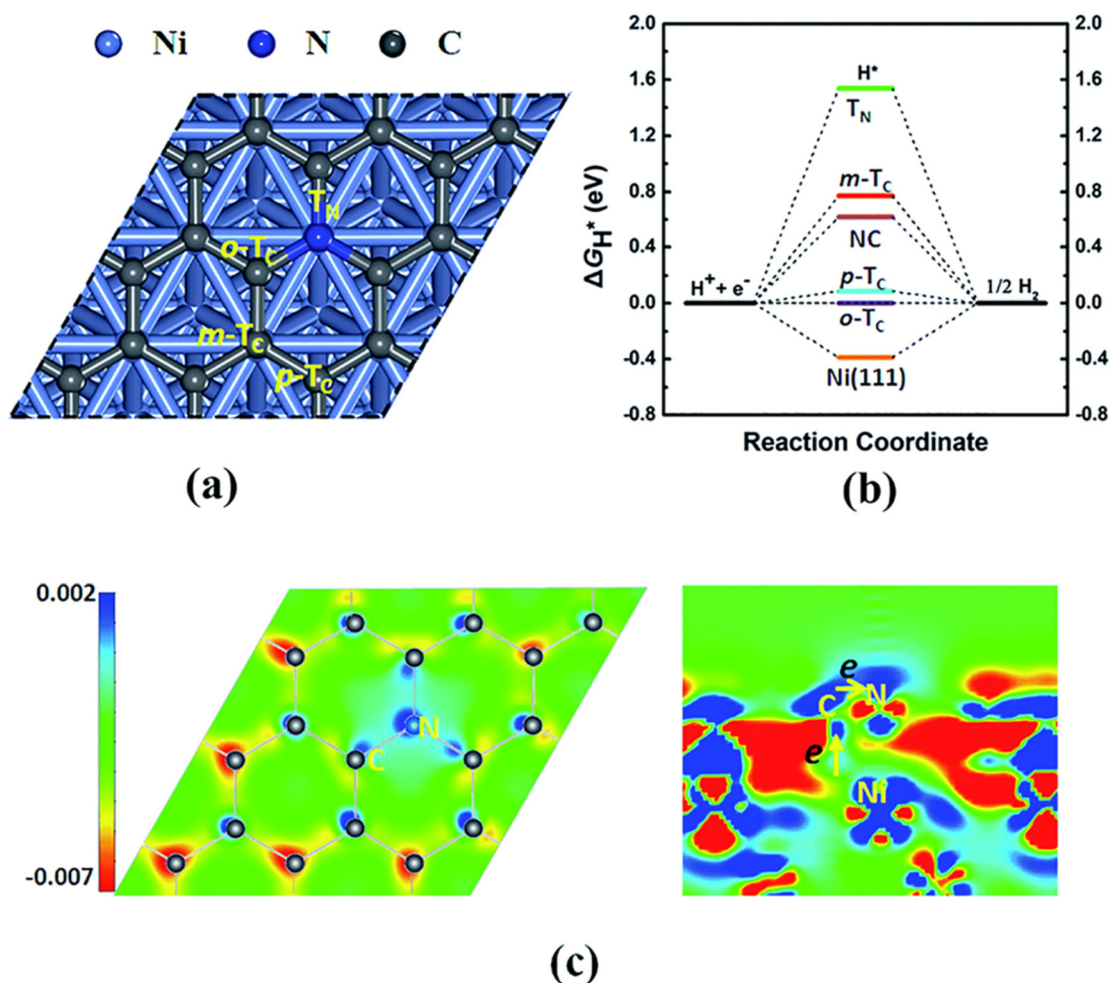 Ni N C
T_N
o-T_C
m-T_C
p-T_C
(a)
2.0 2.0
1.6 1.6
1.2 1.2
0.8 0.8
0.4 0.4
0.0 0.0
-0.4 -0.4
-0.8 -0.8
ΔG_H* (eV)
H*
T_N
m-T_C
NC
p-T_C
H⁺ + e⁻ 1/2 H₂
o-T_C
Ni(111)
Reaction Coordinate
(b)
0.002
-0.007
N
C
e
C N
e
Ni
(c)